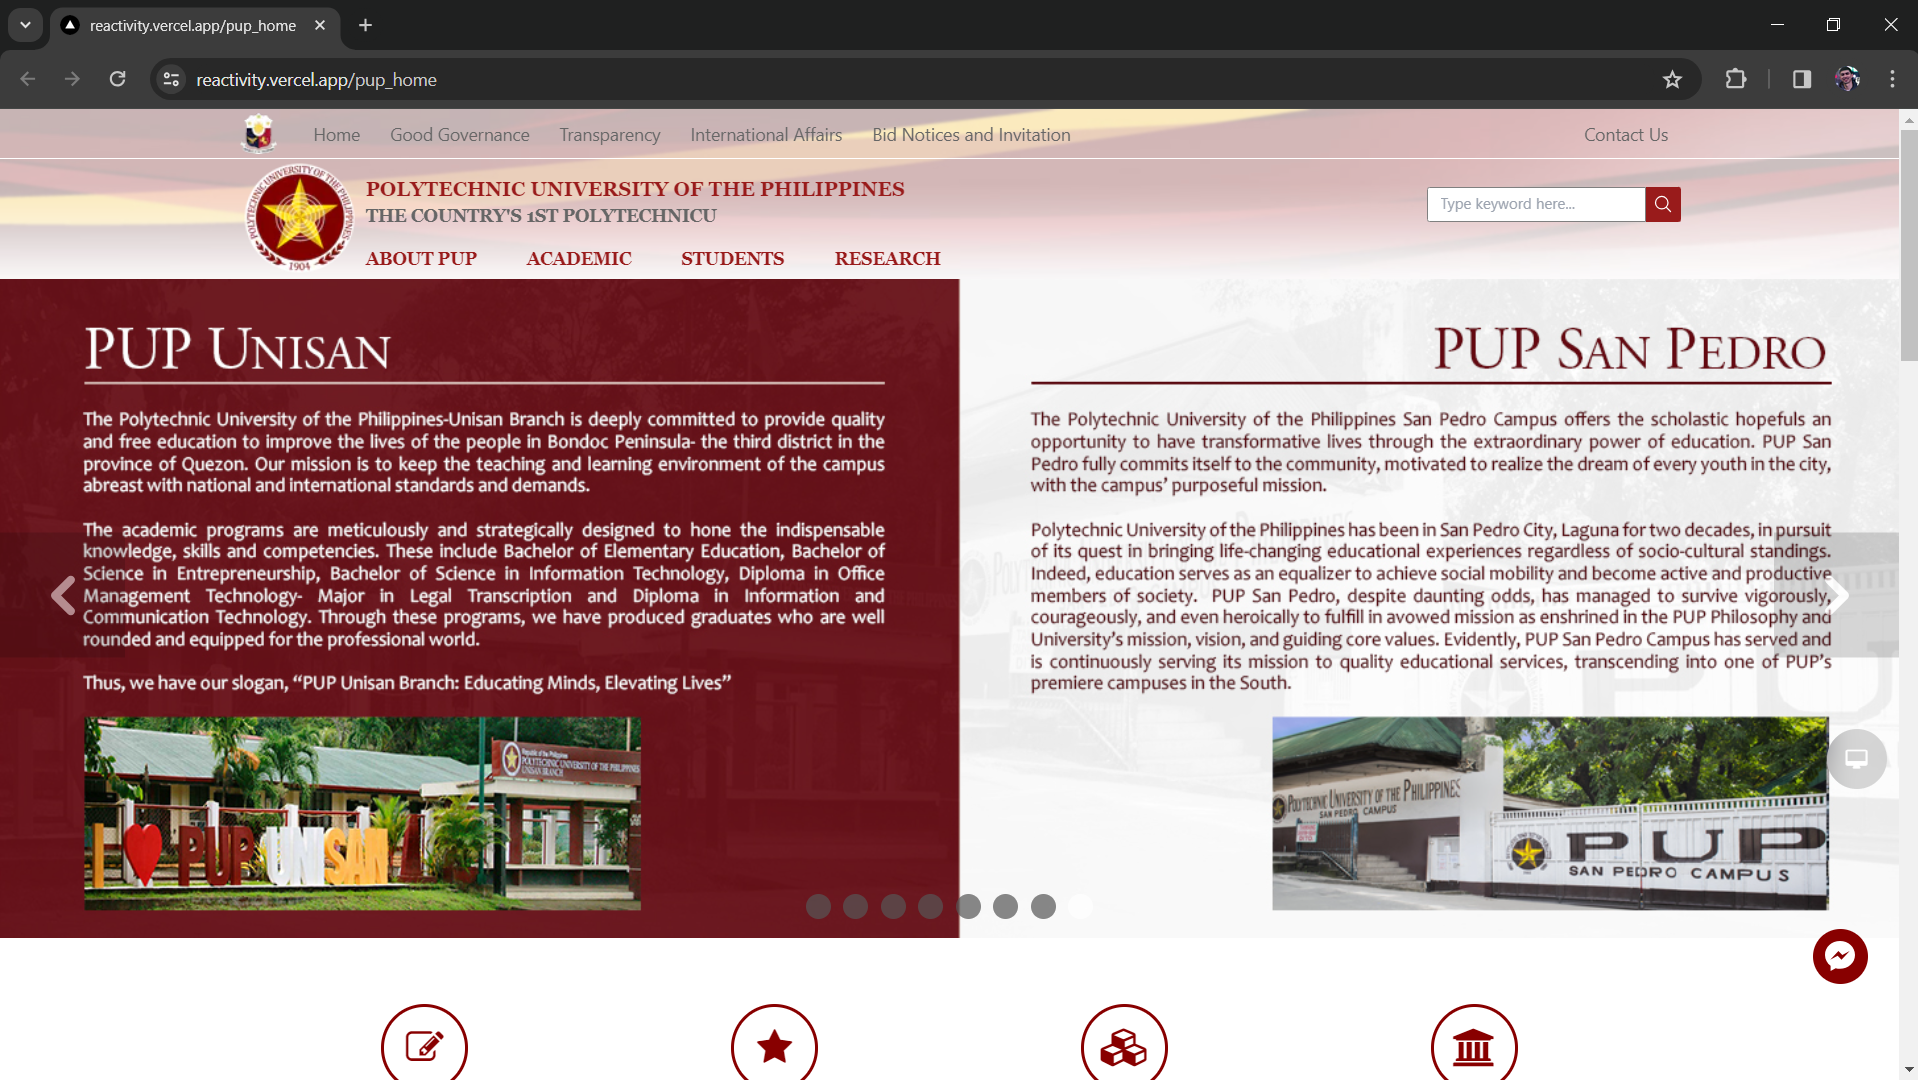 reactivity.vercel.app/pup_home
reactivity.vercel.app/pup_home
Home Good Governance Transparency International Affairs Bid Notices and Invitation Contact Us
POLYTECHNIC UNIVERSITY OF THE PHILIPPINES
1904
POLYTECHNIC UNIVERSITY OF THE PHILIPPINES
THE COUNTRY'S 1ST POLYTECHNICU
Type keyword here...
ABOUT PUP ACADEMIC STUDENTS RESEARCH
PUP UNISAN
The Polytechnic University of the Philippines-Unisan Branch is deeply committed to provide quality
and free education to improve the lives of the people in Bondoc Peninsula- the third district in the
province of Quezon. Our mission is to keep the teaching and learning environment of the campus
abreast with national and international standards and demands.
The academic programs are meticulously and strategically designed to hone the indispensable
knowledge, skills and competencies. These include Bachelor of Elementary Education, Bachelor of
Science in Entrepreneurship, Bachelor of Science in Information Technology, Diploma in Office
Management Technology- Major in Legal Transcription and Diploma in Information and
Communication Technology. Through these programs, we have produced graduates who are well
rounded and equipped for the professional world.
Thus, we have our slogan, “PUP Unisan Branch: Educating Minds, Elevating Lives”
Republic of the Philippines
POLYTECHNIC UNIVERSITY OF THE PHILIPPINES
UNISAN BRANCH
I PUP UNISAN
PUP SAN PEDRO
The Polytechnic University of the Philippines San Pedro Campus offers the scholastic hopefuls an
opportunity to have transformative lives through the extraordinary power of education. PUP San
Pedro fully commits itself to the community, motivated to realize the dream of every youth in the city,
with the campus’ purposeful mission.
Polytechnic University of the Philippines has been in San Pedro City, Laguna for two decades, in pursuit
of its quest in bringing life-changing educational experiences regardless of socio-cultural standings.
Indeed, education serves as an equalizer to achieve social mobility and become active and productive
members of society. PUP San Pedro, despite daunting odds, has managed to survive vigorously,
courageously, and even heroically to fulfill in avowed mission as enshrined in the PUP Philosophy and
University’s mission, vision, and guiding core values. Evidently, PUP San Pedro Campus has served and
is continuously serving its mission to quality educational services, transcending into one of PUP’s
premiere campuses in the South.
POLYTECHNIC UNIVERSITY OF THE PHILIPPINES
SAN PEDRO CAMPUS
PUP
SAN PEDRO CAMPUS